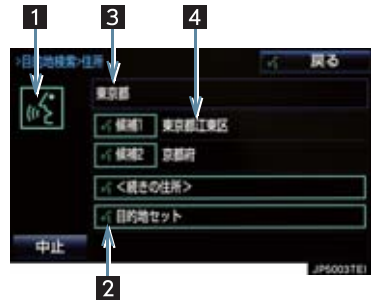 1 3 4
>目的地検索>住所 戻る
東京都
候補1 東京都江東区
候補2 京都府
<続きの住所>
目的地セット
中止
JPS003TEI
2